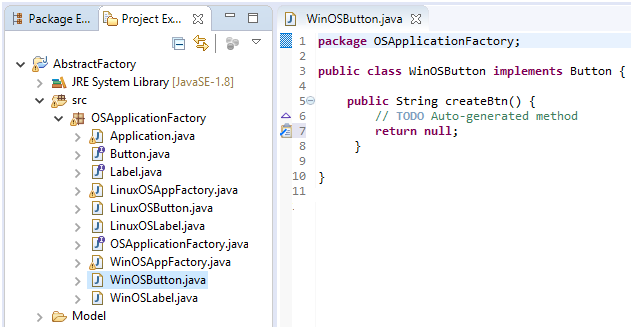 Package E...
Project Ex...
AbstractFactory
JRE System Library [JavaSE-1.8]
src
OSApplicationFactory
Application.java
Button.java
Label.java
LinuxOSAppFactory.java
LinuxOSButton.java
LinuxOSLabel.java
OSApplicationFactory.java
WinOSAppFactory.java
WinOSButton.java
WinOSLabel.java
Model
WinOSButton.java
1 package OSApplicationFactory;
2
3 public class WinOSButton implements Button {
4
5 public String createBtn() {
6 // TODO Auto-generated method
7 return null;
8 }
9
10 }
11